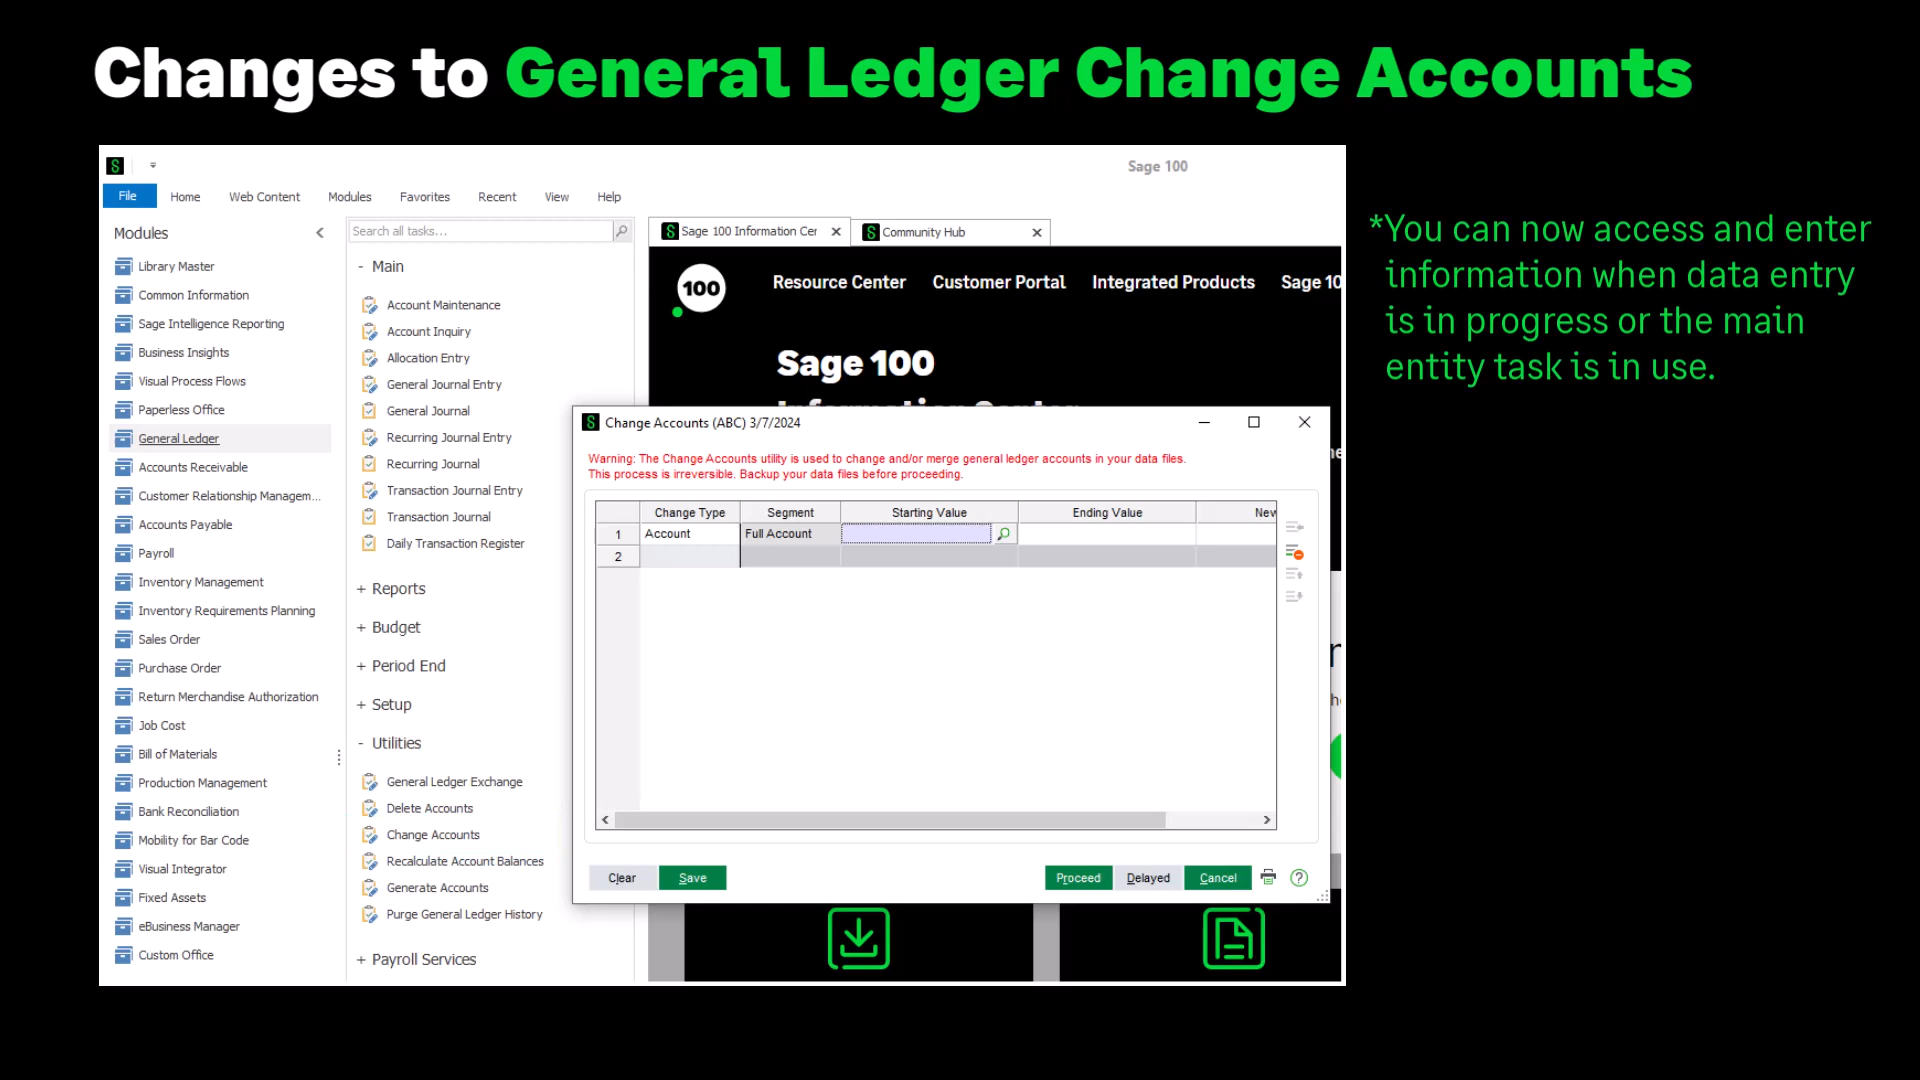 Changes to General Ledger Change Accounts
Sage 100
File Home Web Content Modules Favorites Recent View Help
Modules
Library Master
Common Information
Sage Intelligence Reporting
Business Insights
Visual Process Flows
Paperless Office
General Ledger
Accounts Receivable
Customer Relationship Managem...
Accounts Payable
Payroll
Inventory Management
Inventory Requirements Planning
Sales Order
Purchase Order
Return Merchandise Authorization
Job Cost
Bill of Materials
Production Management
Bank Reconciliation
Mobility for Bar Code
Visual Integrator
Fixed Assets
eBusiness Manager
Custom Office
Search all tasks...
- Main
Account Maintenance
Account Inquiry
Allocation Entry
General Journal Entry
General Journal
Recurring Journal Entry
Recurring Journal
Transaction Journal Entry
Transaction Journal
Daily Transaction Register
+ Reports
+ Budget
+ Period End
+ Setup
- Utilities
General Ledger Exchange
Delete Accounts
Change Accounts
Recalculate Account Balances
Generate Accounts
Purge General Ledger History
+ Payroll Services
Sage 100 Information Cer Community Hub
100 Resource Center Customer Portal Integrated Products Sage 10
Sage 100
Information Center
Change Accounts (ABC) 3/7/2024
Warning: The Change Accounts utility is used to change and/or merge general ledger accounts in your data files.
This process is irreversible. Backup your data files before proceeding.
Change Type Segment Starting Value Ending Value New
1 Account Full Account
2
Clear Save Proceed Delayed Cancel
*You can now access and enter
information when data entry
is in progress or the main
entity task is in use.